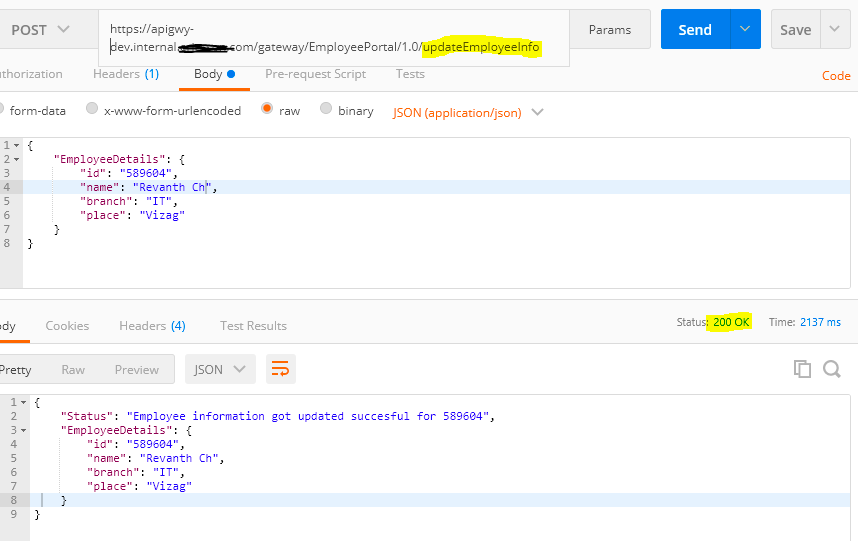 POST
https://apigwy-
dev.internal. .com/gateway/EmployeePortal/1.0/updateEmployeeInfo
Params
Send
Save
thorization
Headers (1)
Body
Pre-request Script
Tests
Code
form-data
x-www-form-urlencoded
raw
binary
JSON (application/json)
1 {
2 "EmployeeDetails": {
3 "id": "589604",
4 "name": "Revanth Ch",
5 "branch": "IT",
6 "place": "Vizag"
7 }
8 }
ody
Cookies
Headers (4)
Test Results
Status: 200 OK
Time: 2137 ms
Pretty
Raw
Preview
JSON
1 {
2 "Status": "Employee information got updated succesful for 589604",
3 "EmployeeDetails": {
4 "id": "589604",
5 "name": "Revanth Ch",
6 "branch": "IT",
7 "place": "Vizag"
8 }
9 }